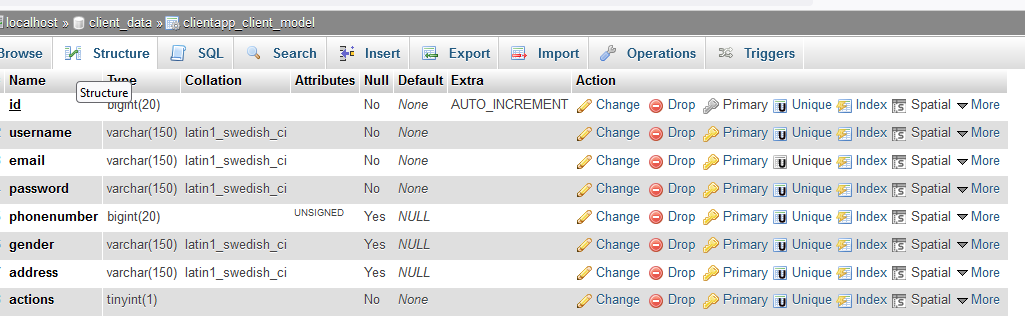 localhost » client_data » clientapp_client_model
Browse Structure SQL Search Insert Export Import Operations Triggers
Name Type Collation Attributes Null Default Extra Action
Structure
id bigint(20) No None AUTO_INCREMENT Change Drop Primary Unique Index Spatial More
username varchar(150) latin1_swedish_ci No None Change Drop Primary Unique Index Spatial More
email varchar(150) latin1_swedish_ci No None Change Drop Primary Unique Index Spatial More
password varchar(150) latin1_swedish_ci No None Change Drop Primary Unique Index Spatial More
phonenumber bigint(20) UNSIGNED Yes NULL Change Drop Primary Unique Index Spatial More
gender varchar(150) latin1_swedish_ci Yes NULL Change Drop Primary Unique Index Spatial More
address varchar(150) latin1_swedish_ci Yes NULL Change Drop Primary Unique Index Spatial More
actions tinyint(1) No None Change Drop Primary Unique Index Spatial More